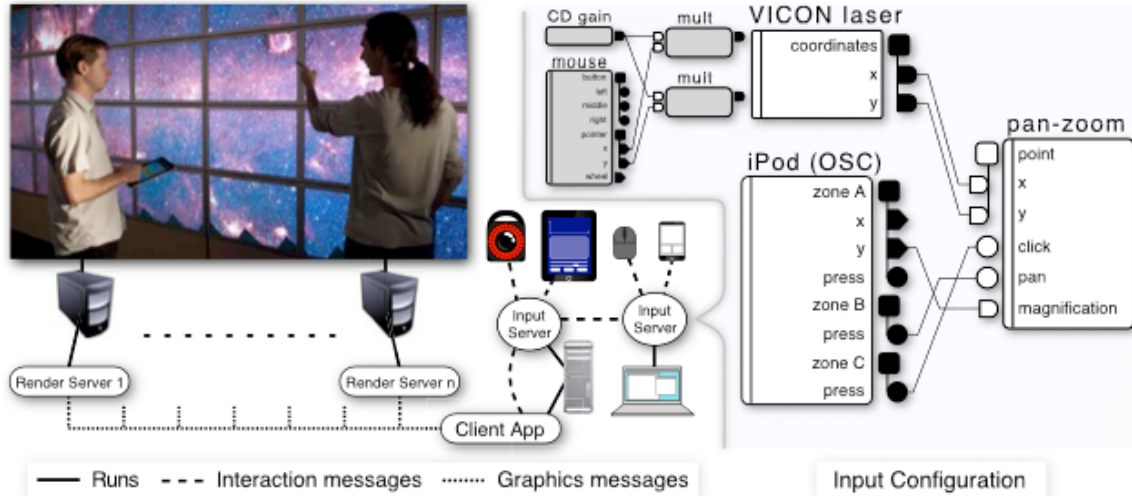 CD gain
mult
mouse
button
left
middle
right
pointer
x
y
wheel
mult
VICON laser
coordinates
x
y
iPod (OSC)
zone A
x
y
press
zone B
press
zone C
press
pan-zoom
point
x
y
click
pan
magnification
Input
Server
Input
Server
Render Server 1
Render Server n
Client App
Runs
Interaction messages
Graphics messages
Input Configuration